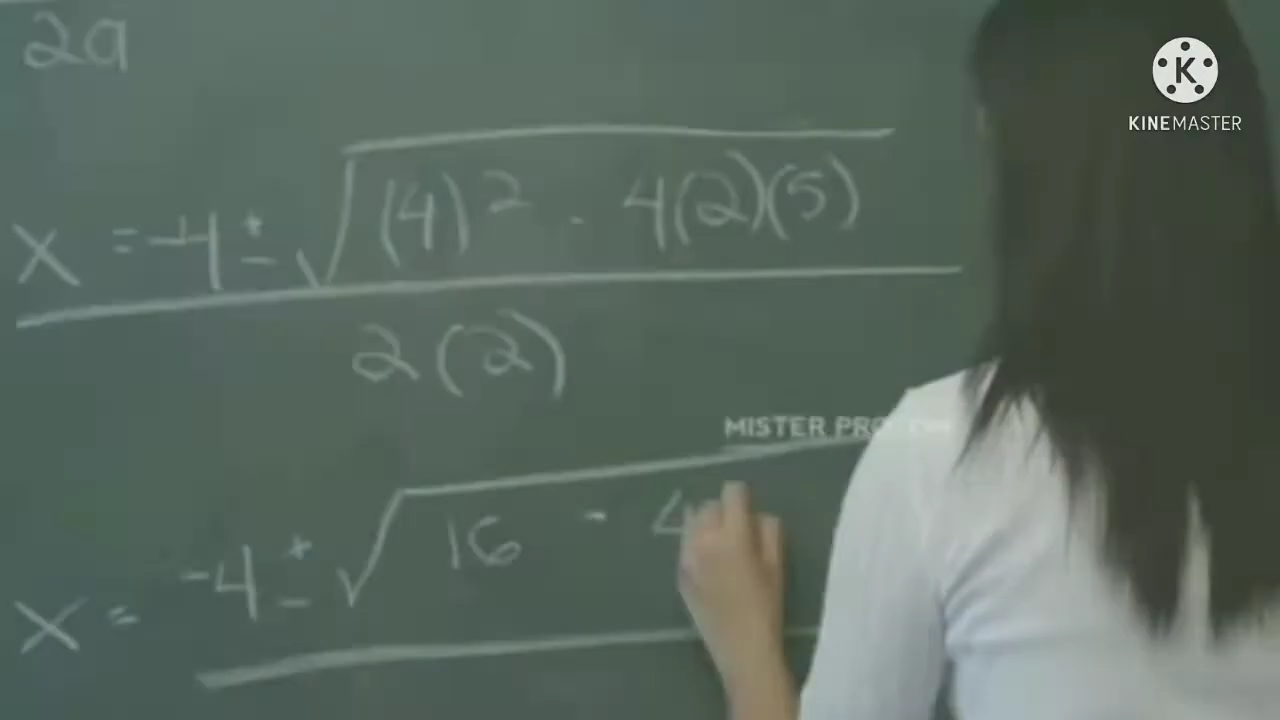 2a
KINEMASTER
x = -4 ± √(4)² - 4(2)(5)
2(2)
MISTER
x = -4 ± √16 - 4